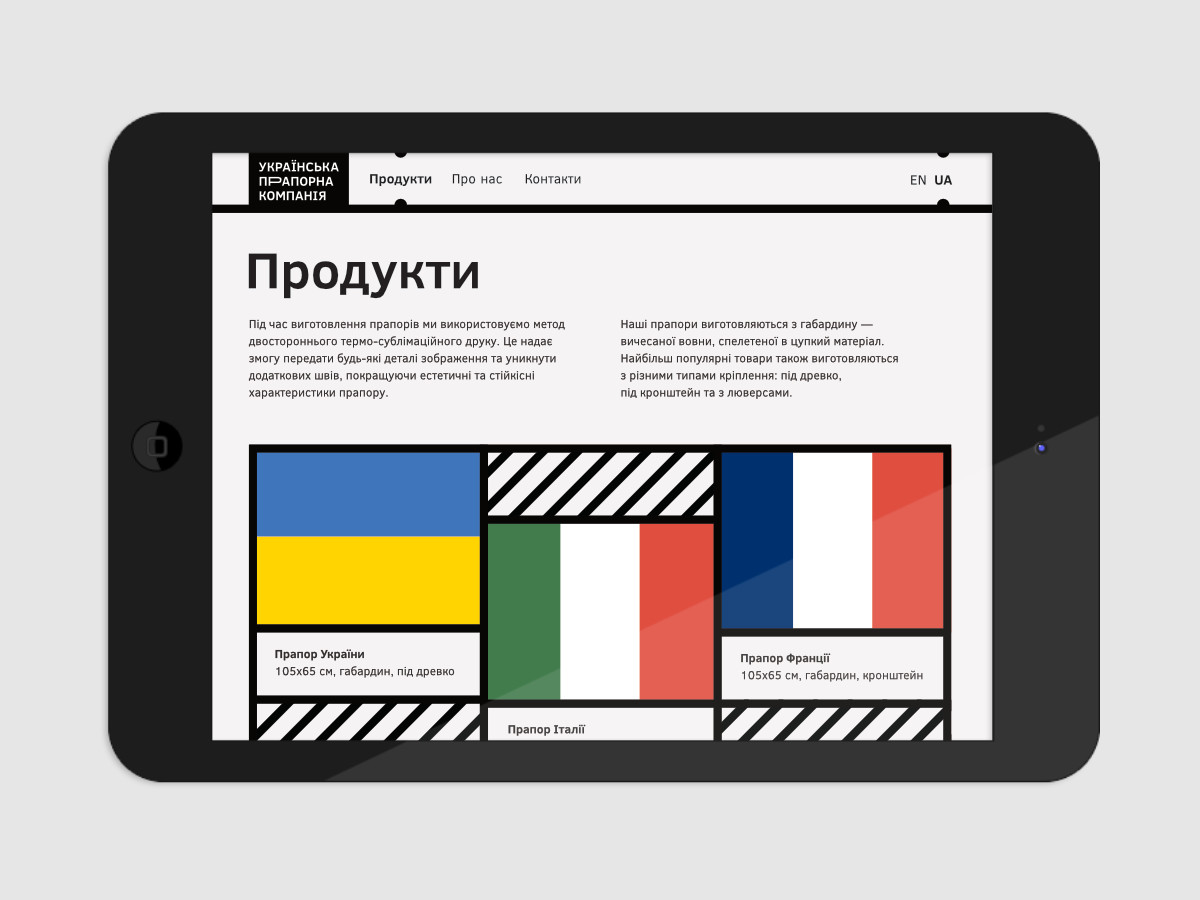 УКРАЇНСЬКА
ПРАПОРНА
КОМПАНІЯ
Продукти Про нас Контакти
EN UA
Продукти
Під час виготовлення прапорів ми використовуємо метод
двостороннього термо-сублімаційного друку. Це надає
змогу передати будь-які деталі зображення та уникнути
додаткових швів, покращуючи естетичні та стійкісні
характеристики прапору.
Наші прапори виготовляються з габардину —
вичесаної вовни, сплетеної в цупкий матеріал.
Найбільш популярні товари також виготовляються
з різними типами кріплення: під древко,
під кронштейн та з люверсами.
Прапор України
105х65 см, габардин, під древко
Прапор Італії
Прапор Франції
105х65 см, габардин, кронштейн